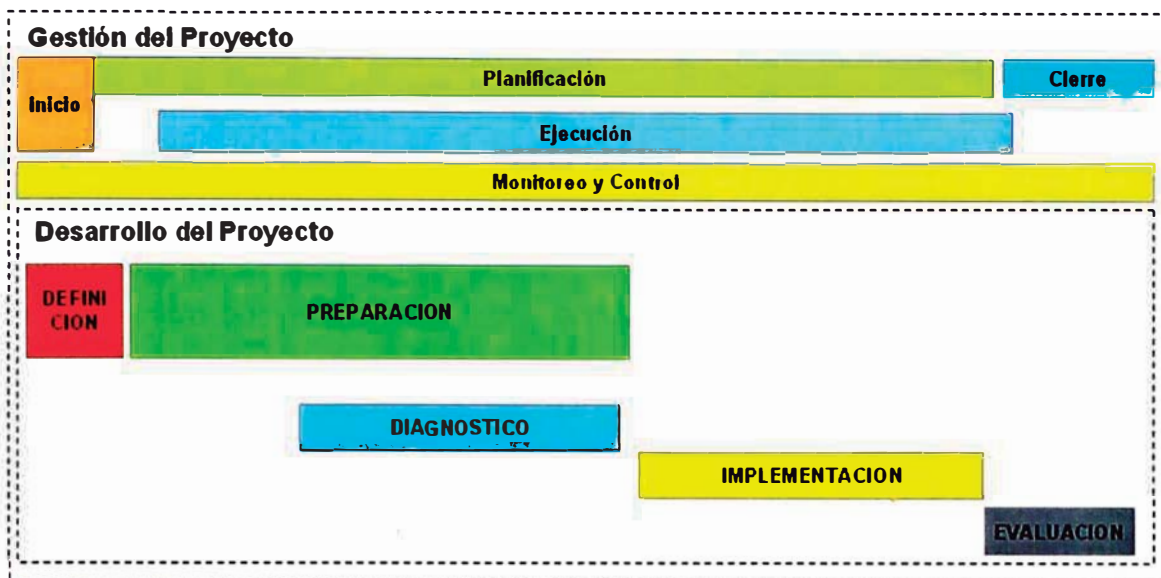 Gestión del Proyecto
Planificación
Cierre
Inicio
Ejecución
Monitoreo y Control
Desarrollo del Proyecto
DEFINI
CION
PREPARACION
DIAGNOSTICO
IMPLEMENTACION
EVALUACION